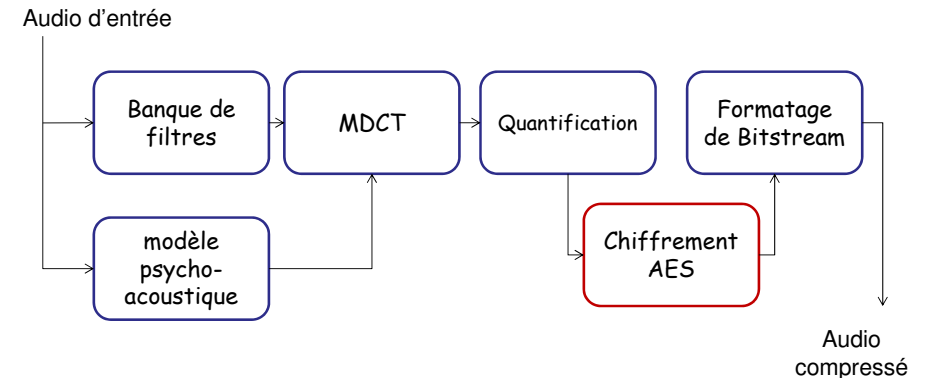 Audio d'entrée
Banque de
filtres
MDCT
Quantification
Formatage
de Bitstream
modèle
psycho-
acoustique
Chiffrement
AES
Audio
compressé